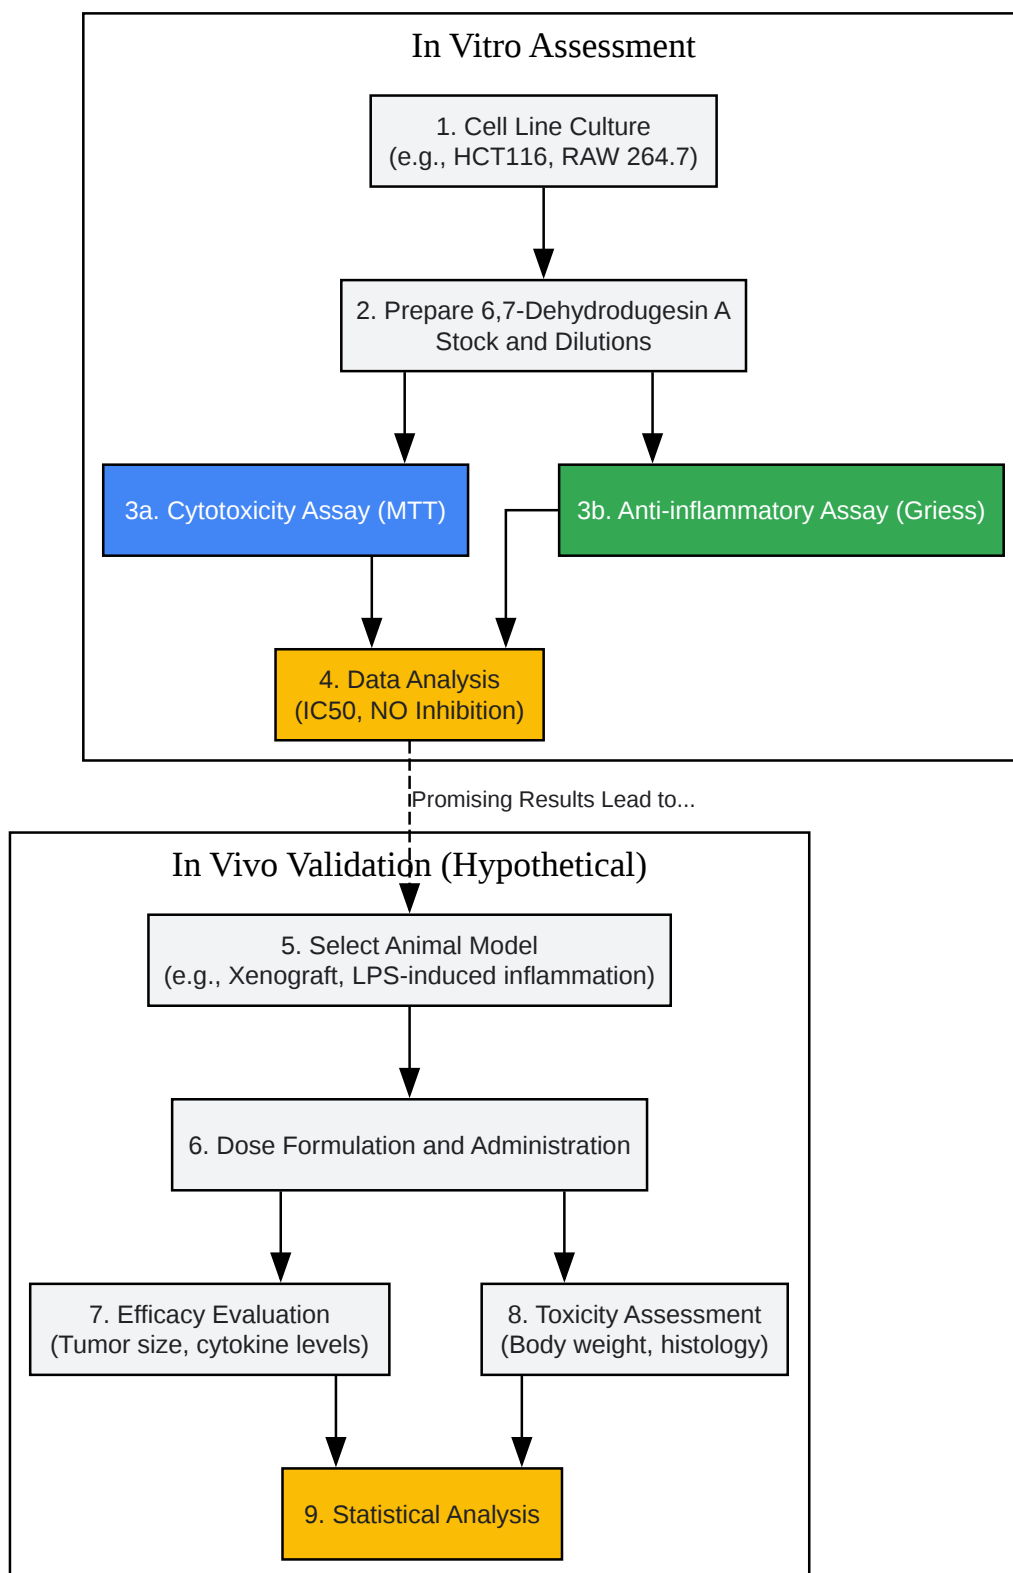 In Vitro Assessment
1. Cell Line Culture
(e.g., HCT116, RAW 264.7)
2. Prepare 6,7-Dehydrodugesin A
Stock and Dilutions
3a. Cytotoxicity Assay (MTT)
3b. Anti-inflammatory Assay (Griess)
4. Data Analysis
(IC50, NO Inhibition)
Promising Results Lead to...
In Vivo Validation (Hypothetical)
5. Select Animal Model
(e.g., Xenograft, LPS-induced inflammation)
6. Dose Formulation and Administration
7. Efficacy Evaluation
(Tumor size, cytokine levels)
8. Toxicity Assessment
(Body weight, histology)
9. Statistical Analysis